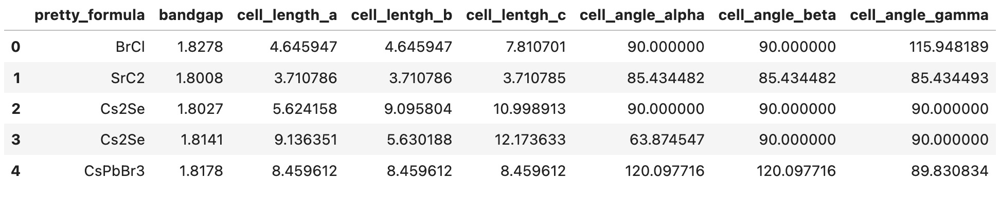 pretty_formula bandgap cell_length_a cell_lentgh_b cell_lentgh_c cell_angle_alpha cell_angle_beta cell_angle_gamma
0 BrCl 1.8278 4.645947 4.645947 7.810701 90.000000 90.000000 115.948189
1 SrC2 1.8008 3.710786 3.710786 3.710785 85.434482 85.434482 85.434493
2 Cs2Se 1.8027 5.624158 9.095804 10.998913 90.000000 90.000000 90.000000
3 Cs2Se 1.8141 9.136351 5.630188 12.173633 63.874547 90.000000 90.000000
4 CsPbBr3 1.8178 8.459612 8.459612 8.459612 120.097716 120.097716 89.830834